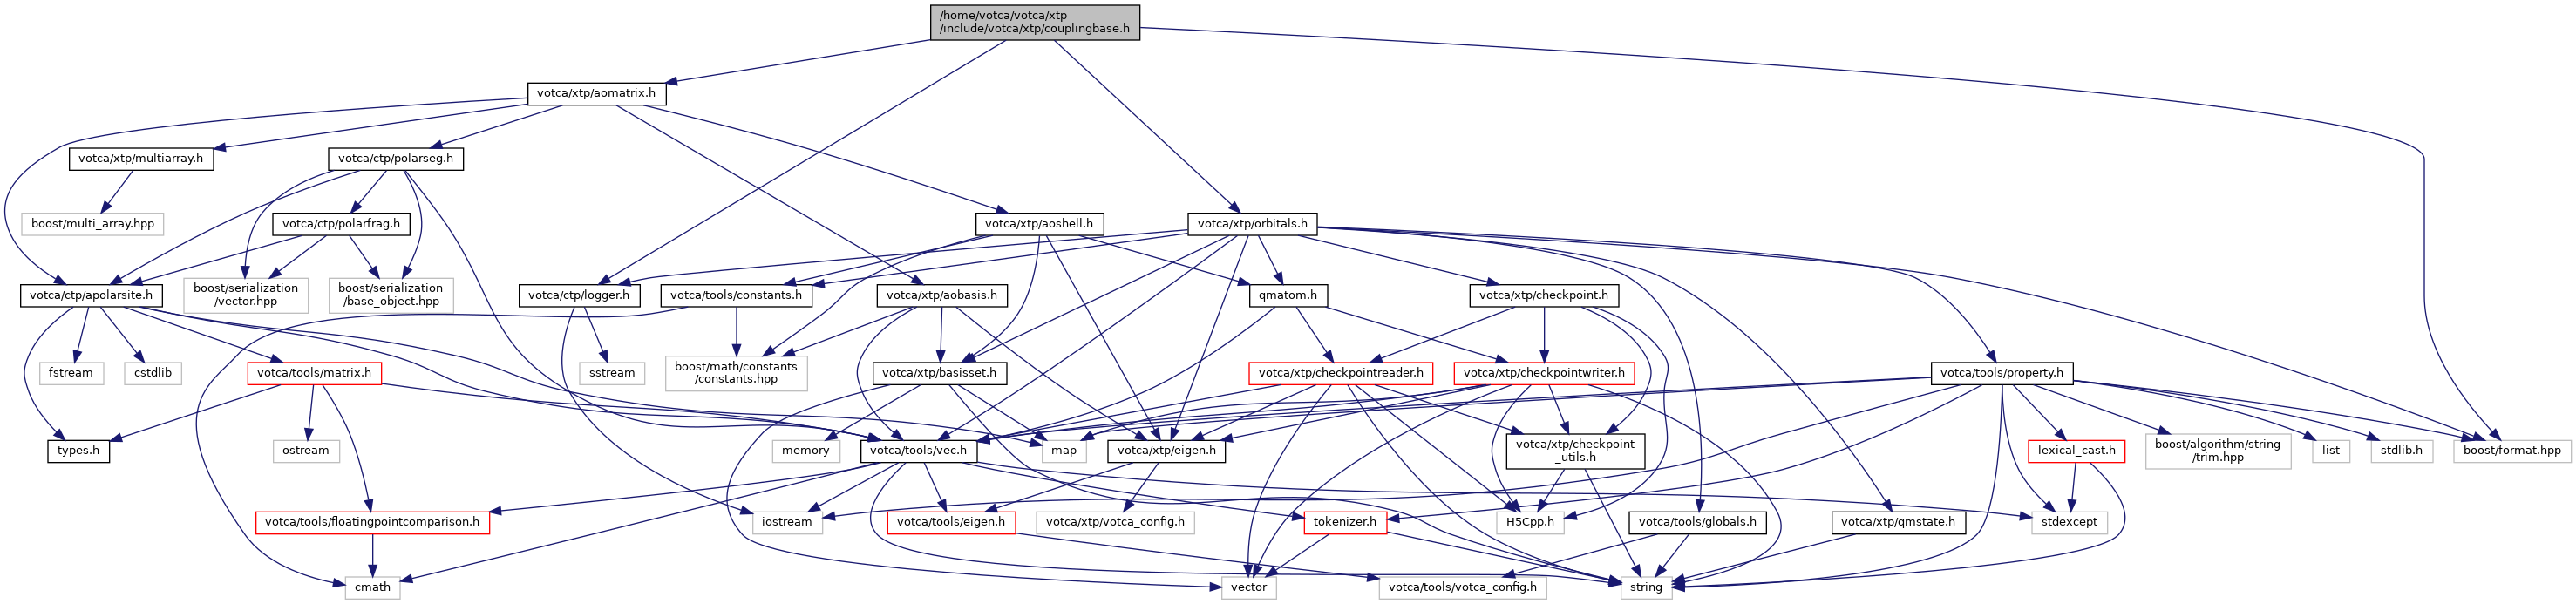 /home/votca/votca/xtp
/include/votca/xtp/couplingbase.h
votca/xtp/aomatrix.h
votca/xtp/multiarray.h
votca/ctp/polarseg.h
boost/multi_array.hpp
votca/ctp/polarfrag.h
votca/xtp/aoshell.h
votca/xtp/orbitals.h
votca/ctp/apolarsite.h
boost/serialization
/vector.hpp
boost/serialization
/base_object.hpp
votca/ctp/logger.h
votca/tools/constants.h
votca/xtp/aobasis.h
qmatom.h
votca/xtp/checkpoint.h
fstream
cstdlib
votca/tools/matrix.h
sstream
boost/math/constants
/constants.hpp
votca/xtp/basisset.h
votca/xtp/checkpointreader.h
votca/xtp/checkpointwriter.h
votca/tools/property.h
types.h
ostream
memory
votca/tools/vec.h
map
votca/xtp/eigen.h
votca/xtp/checkpoint
_utils.h
lexical_cast.h
boost/algorithm/string
/trim.hpp
list
stdlib.h
boost/format.hpp
votca/tools/floatingpointcomparison.h
iostream
votca/tools/eigen.h
votca/xtp/votca_config.h
tokenizer.h
H5Cpp.h
votca/tools/globals.h
votca/xtp/qmstate.h
stdexcept
cmath
vector
votca/tools/votca_config.h
string